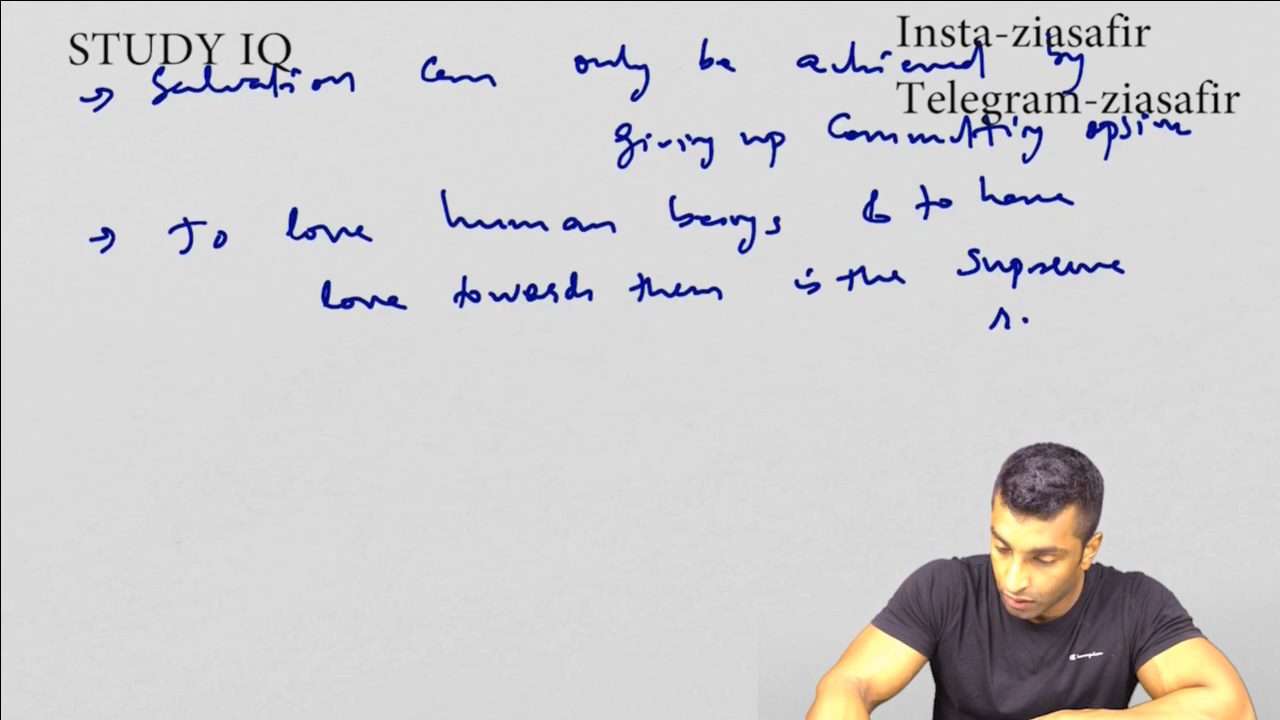 STUDY IQ
Insta-ziasafir
Telegram-ziasafir
→ Salvation can only be achieved by
giving up committing
→ To love human beings & to have
love towards them is the Supreme